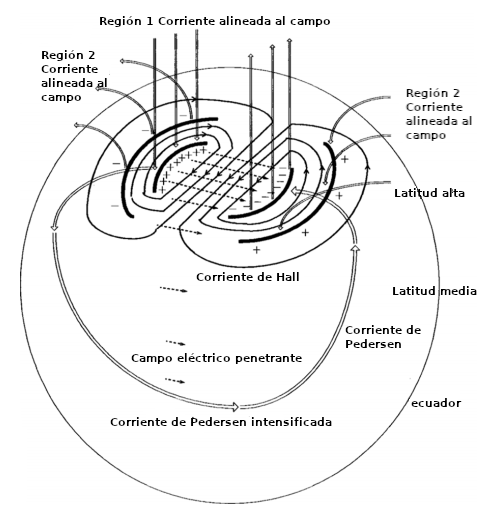 Región 1 Corriente alineada al campo
Región 2
Corriente
alineada al
campo
Región 2
Corriente
alineada al
campo
Latitud alta
Corriente de Hall
Latitud media
Corriente de
Pedersen
Campo eléctrico penetrante
ecuador
Corriente de Pedersen intensificada